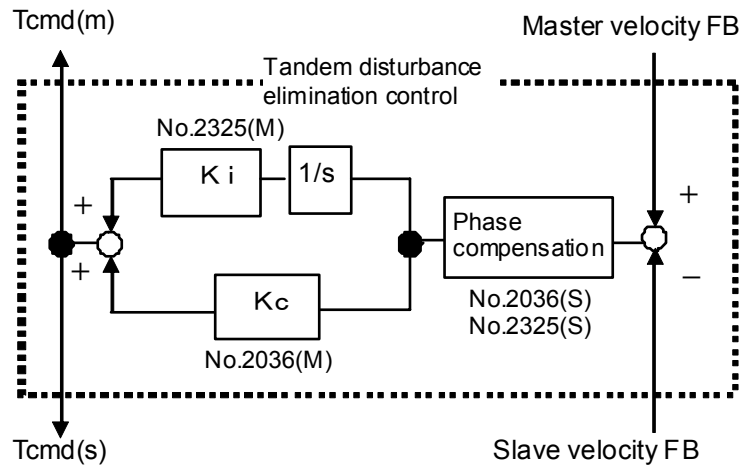 Tcmd(m)
Master velocity FB
Tandem disturbance
elimination control
No.2325(M)
Ki
1/s
+
+
Phase
compensation
+
+
−
Kc
No.2036(S)
No.2325(S)
No.2036(M)
Tcmd(s)
Slave velocity FB